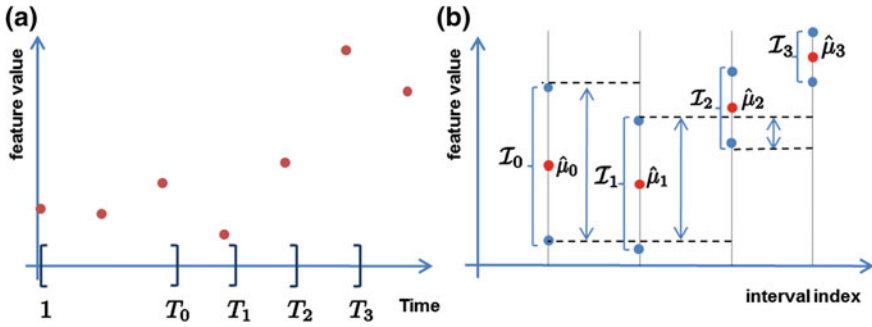 (a)
feature value
1
T₀
T₁
T₂
T₃
Time
(b)
feature value
ℐ₀
μ̂₀
ℐ₁
μ̂₁
ℐ₂
μ̂₂
ℐ₃
μ̂₃
interval index